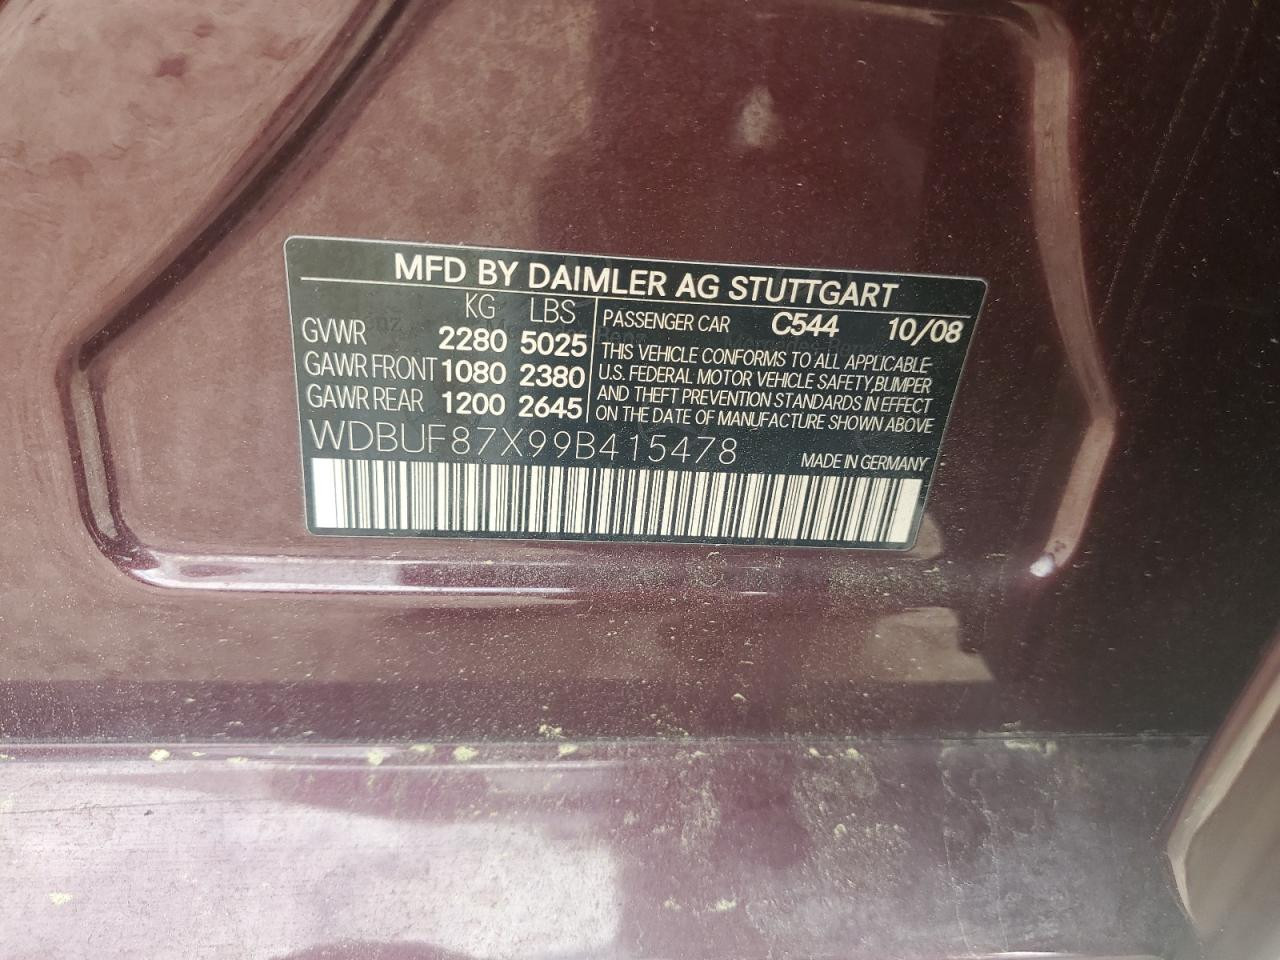 MFD BY DAIMLER AG STUTTGART
KG LBS
GVWR 2280 5025
GAWR FRONT 1080 2380
GAWR REAR 1200 2645
PASSENGER CAR C544 10/08
THIS VEHICLE CONFORMS TO ALL APPLICABLE
U.S. FEDERAL MOTOR VEHICLE SAFETY, BUMPER
AND THEFT PREVENTION STANDARDS IN EFFECT
ON THE DATE OF MANUFACTURE SHOWN ABOVE
WDBUF87X99B415478
MADE IN GERMANY